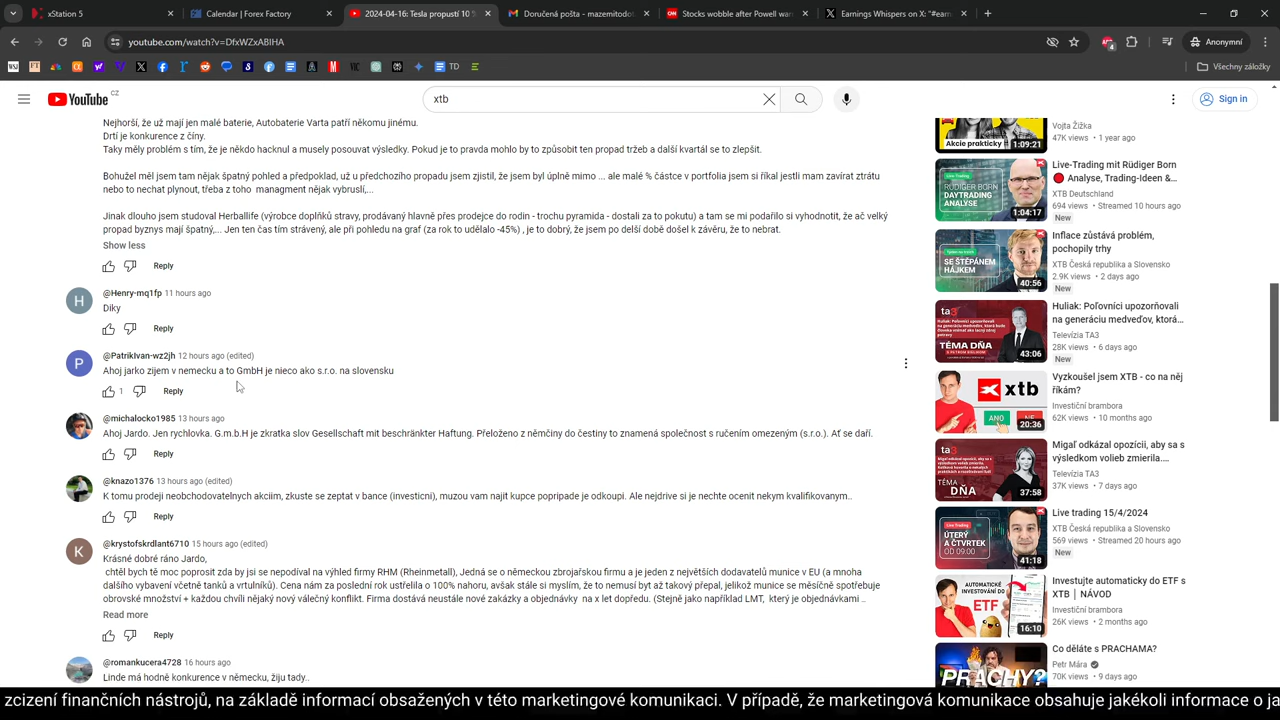 xStation 5
Calendar | Forex Factory
2024-04-16: Tesla propustí 10 %
Doručená pošta - mazemitodo
Stocks wobble after Powell war
Earnings Whispers on X: "#earn
youtube.com/watch?v=DfxWZxABIHA
Anonymní
TD
Všechny záložky
YouTube CZ
xtb
Sign in
Nejhorší, že už mají jen malé baterie, Autobaterie Varta patří někomu jinému.
Drtí je konkurence z číny.
Taky měly problém s tím, že je někdo hacknul a musely posouvat výsledky. Pokud je to pravda mohlo by to způsobit ten propad tržeb a další kvartál se to zlepší.
Bohužel měl jsem tam nějak špatný pohled a předpoklad, už u předchozího propadu jsem zjistil, že jsem byl úplně mimo ... ale malé % částce v portfolia jsem si říkal jestli mam zavírat ztrátu
nebo to nechat plynout, třeba z toho managment nějak vybruslí,...
Jinak dlouho jsem studoval Herballife (výrobce doplňků stravy, prodávaný hlavně přes prodejce do rodin - trochu pyramida - dostali za to pokutu) a tam se mi podařilo si vyhodnotit, že ač velký
propad byznys mají špatný,... Jen ten čas tím strávený, ale při pohledu na graf (za rok to udělalo -45%) , je to dobrý, že jsem po delší době došel k závěru, že to nebrat.
Show less
Reply
@Henry-mq1fp 11 hours ago
Diky
Reply
@PatrikIvan-wz2jh 12 hours ago (edited)
Ahoj jarko zijem v nemecku a to GmbH je nieco ako s.r.o. na slovensku
1 Reply
@michalocko1985 13 hours ago
Ahoj Jardo. Jen rychlovka. G.m.b.H je zkratka slov Gesellschaft mit beschränkter Haftung. Přeloženo z němčiny do češtiny to znamená společnost s ručením omezeným (s.r.o.). Ať se daří.
Reply
@knazo1376 13 hours ago (edited)
K tomu prodeji neobchodovatelnych akciim, zkuste se zeptat v bance (investicni), muzou vam najit kupce popripade je odkoupi. Ale nejdrive si je nechte ocenit nekym kvalifikovanym..
Reply
@krystofskrdlant6710 15 hours ago (edited)
Krásné dobré ráno Jardo,
chtěl bych tě moc poprosit zda by jsi se nepodíval na rozbor i pohled firmy RHM (Rheinmetall), Jedná se o německou zbrojařskou firmu a je jeden z největších dodavatelů munice v EU (a mnoha
dalšího vybavení včetně tanků a vrtulníků). Cena nám za poslední rok ustřelila o 100% nahoru, avšak stále si myslím, že to nemusí být až takový přepal, jelikož munice se měsíčně spotřebuje
obrovské množství + každou chvíli nějaký nový válečný konflikt. Firma dostává neustále nové zakázky a objednávky na x let dopředu. (Stejně jako například LMT, který je objednávkami ..
Read more
Reply
@romankucera4728 16 hours ago
Linde má hodně konkurence v německu, žiju tady..
Akcie prakticky
1:09:21
Vojta Žižka
47K views • 1 year ago
Live-Trading
RÜDIGER BORN
DAYTRADING
ANALYSE
1:04:17
Live-Trading mit Rüdiger Born
Analyse, Trading-Ideen &...
XTB Deutschland
694 views • Streamed 10 hours ago
New
SE ŠTĚPÁNEM
HÁJKEM
40:56
Inflace zůstává problém,
pochopily trhy
XTB Česká republika a Slovensko
2.9K views • 2 days ago
New
ta3
TÉMA DŇA
43:06
Huliak: Poľovníci upozorňovali
na generáciu medveďov, ktorá...
Televízia TA3
28K views • 6 days ago
New
xtb
ANO
NE
20:36
Vyzkoušel jsem XTB - co na něj
říkám?
Investiční brambora
62K views • 10 months ago
ta3
TÉMA
DŇA
37:58
Migaľ odkázal opozícii, aby sa s
výsledkom volieb zmierila....
Televízia TA3
37K views • 7 days ago
Live Trading
ÚTERÝ
A ČTVRTEK
OD 09:00
41:18
Live trading 15/4/2024
XTB Česká republika a Slovensko
569 views • Streamed 20 hours ago
New
AUTOMATICKÉ
INVESTOVÁNÍ DO
ETF
16:10
Investujte automaticky do ETF s
XTB | NÁVOD
Investiční brambora
26K views • 2 months ago
PRACHY?
Co děláte s PRACHAMA?
Petr Mára
70K views • 9 days ago
zcizení finančních nástrojů, na základě informací obsažených v této marketingové komunikaci. V případě, že marketingová komunikace obsahuje jakékoli informace o ja